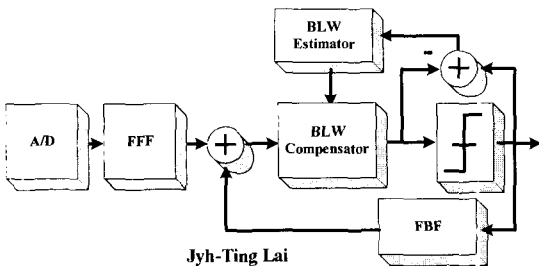 BLW
Estimator
−
+
A/D
FFF
+
BLW
Compensator
FBF
Jyh-Ting Lai